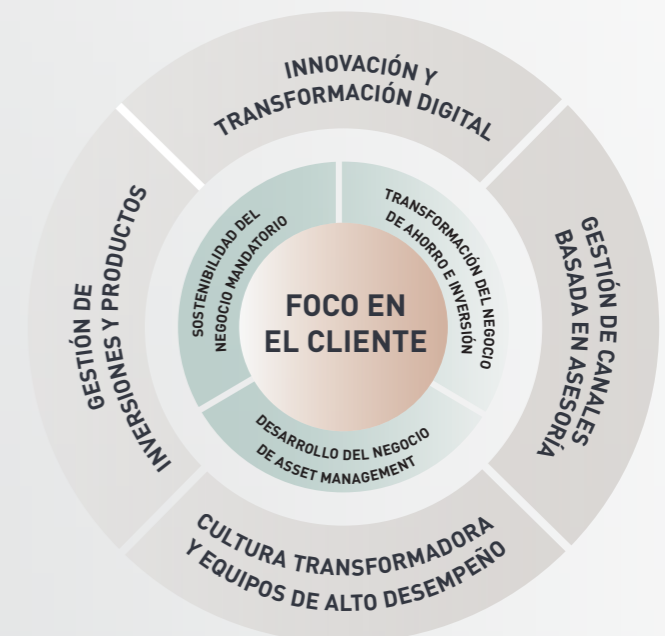 INNOVACIÓN Y
TRANSFORMACIÓN DIGITAL
GESTIÓN DE
INVERSIONES Y PRODUCTOS
SOSTENIBILIDAD DEL
NEGOCIO MANDATORIO
TRANSFORMACIÓN DEL NEGOCIO
DE AHORRO E INVERSIÓN
GESTIÓN DE CANALES
BASADA EN ASESORÍA
FOCO EN
EL CLIENTE
DESARROLLO DEL NEGOCIO
DE ASSET MANAGEMENT
CULTURA TRANSFORMADORA
Y EQUIPOS DE ALTO DESEMPEÑO